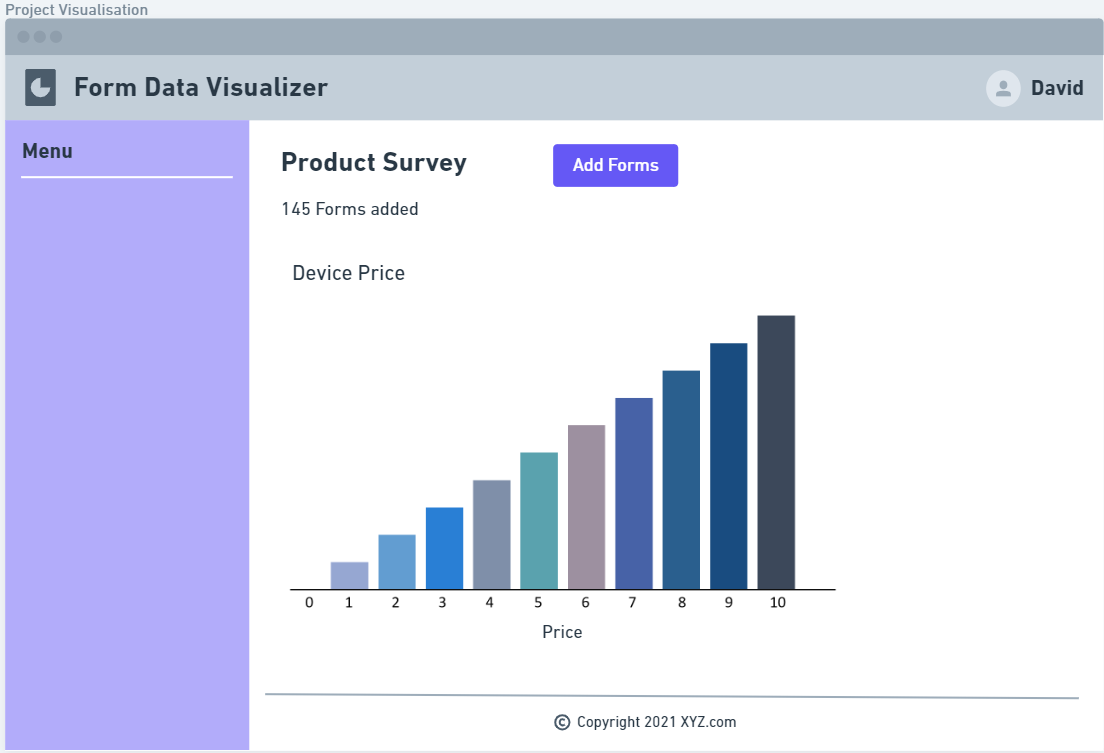 Project Visualisation
Form Data Visualizer
David
Menu
Product Survey
Add Forms
145 Forms added
Device Price
0 1 2 3 4 5 6 7 8 9 10
Price
© Copyright 2021 XYZ.com